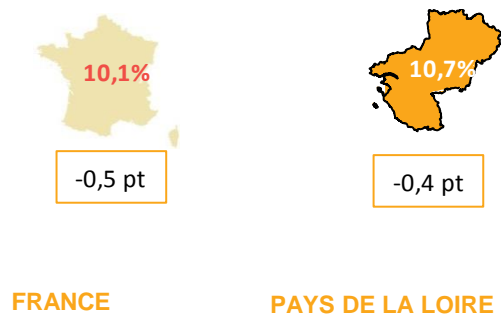 10,1%
10,7%
-0,5 pt
-0,4 pt
FRANCE
PAYS DE LA LOIRE